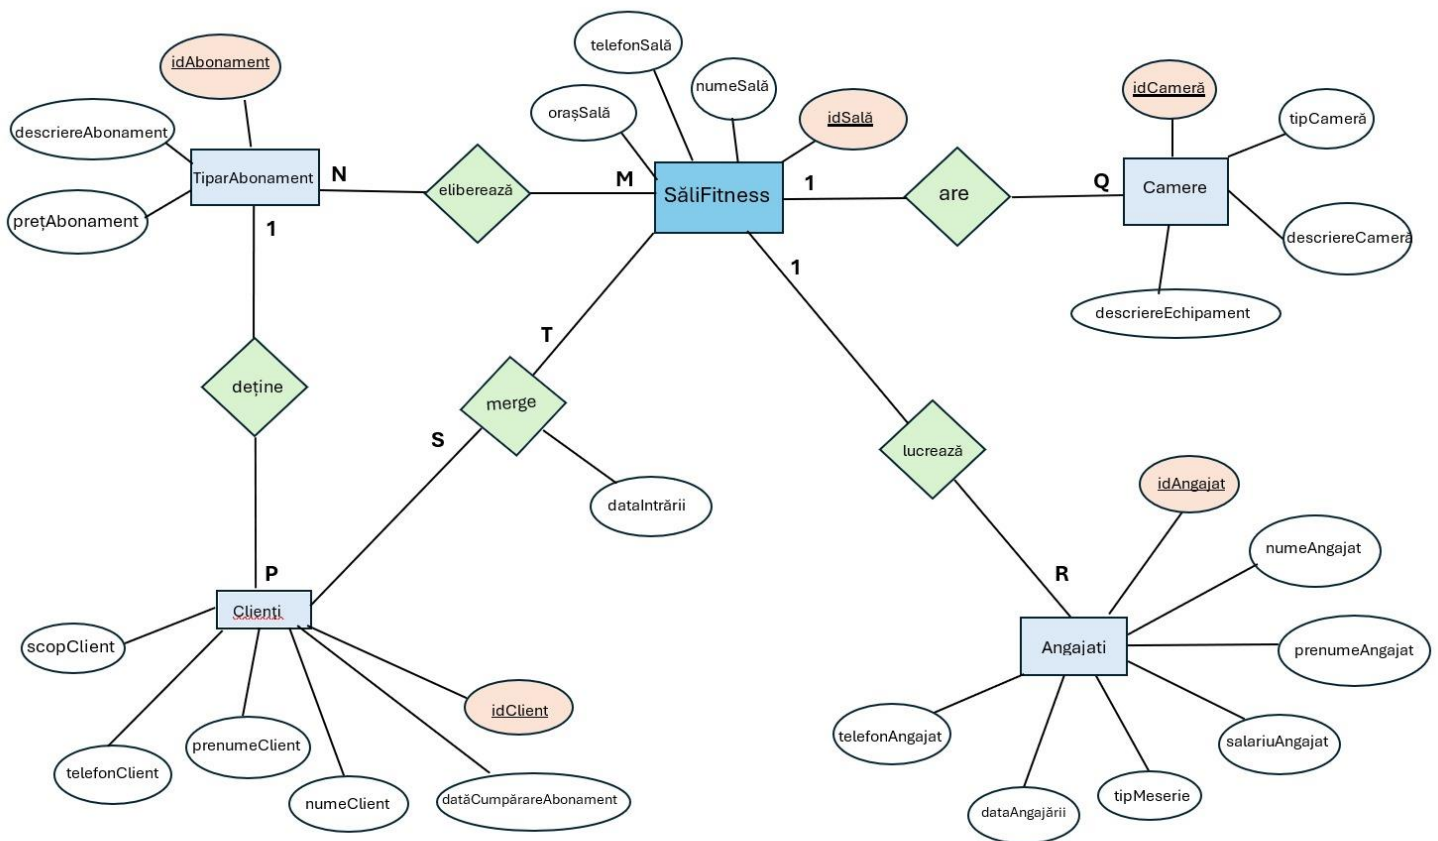 telefonSală
idAbonament
numeSală
idCameră
orașSală
idSală
tipCameră
descriereAbonament
TiparAbonament
N
eliberează
M
SăliFitness
1
are
Q
Camere
prețAbonament
1
descriereCameră
1
descriereEchipament
T
deține
merge
S
lucrează
idAngajat
dataIntrării
numeAngajat
P
R
Clienți
scopClient
Angajati
prenumeAngajat
idClient
prenumeClient
telefonAngajat
salariuAngajat
telefonClient
numeClient
datăCumpărareAbonament
tipMeserie
dataAngajării